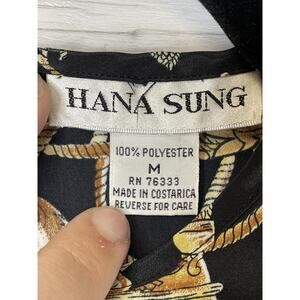 HANA SUNG
100% POLYESTER
M
RN 76333
MADE IN COSTARICA
REVERSE FOR CARE